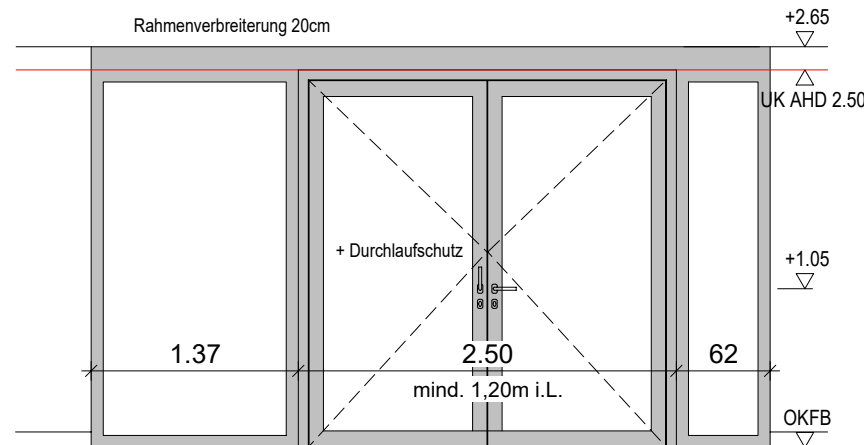 +2.65
Rahmenverbreiterung 20cm
UK AHD 2.50
+ Durchlaufschutz
+1.05
1.37
2.50
62
mind. 1,20m i.L.
OKFB